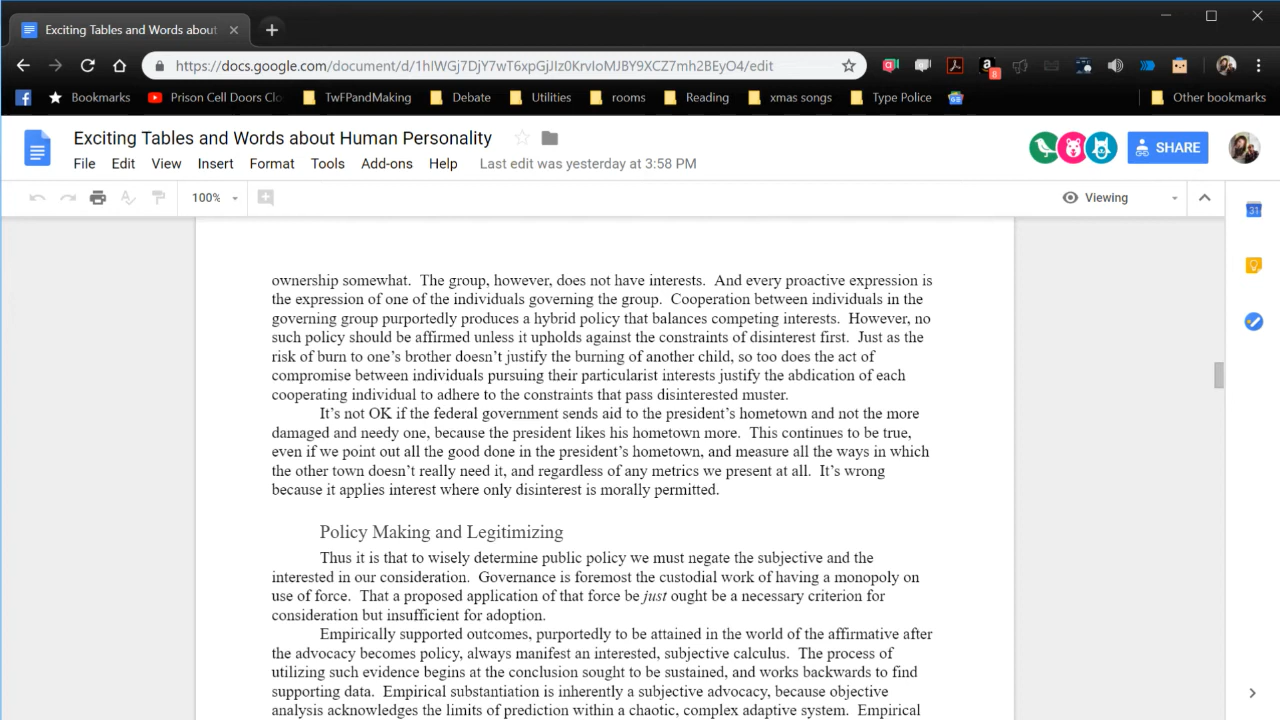 Exciting Tables and Words about
https://docs.google.com/document/d/1hIWGj7DjY7wT6xpGjJIz0KrvIoMJBY9XCZ7mh2BEyO4/edit
8
Bookmarks Prison Cell Doors Clo TwFPandMaking Debate Utilities rooms Reading xmas songs Type Police Other bookmarks
Exciting Tables and Words about Human Personality
File Edit View Insert Format Tools Add-ons Help Last edit was yesterday at 3:58 PM
SHARE
100%
Viewing
31
ownership somewhat. The group, however, does not have interests. And every proactive expression is
the expression of one of the individuals governing the group. Cooperation between individuals in the
governing group purportedly produces a hybrid policy that balances competing interests. However, no
such policy should be affirmed unless it upholds against the constraints of disinterest first. Just as the
risk of burn to one's brother doesn't justify the burning of another child, so too does the act of
compromise between individuals pursuing their particularist interests justify the abdication of each
cooperating individual to adhere to the constraints that pass disinterested muster.
It's not OK if the federal government sends aid to the president's hometown and not the more
damaged and needy one, because the president likes his hometown more. This continues to be true,
even if we point out all the good done in the president's hometown, and measure all the ways in which
the other town doesn't really need it, and regardless of any metrics we present at all. It's wrong
because it applies interest where only disinterest is morally permitted.
Policy Making and Legitimizing
Thus it is that to wisely determine public policy we must negate the subjective and the
interested in our consideration. Governance is foremost the custodial work of having a monopoly on
use of force. That a proposed application of that force be just ought be a necessary criterion for
consideration but insufficient for adoption.
Empirically supported outcomes, purportedly to be attained in the world of the affirmative after
the advocacy becomes policy, always manifest an interested, subjective calculus. The process of
utilizing such evidence begins at the conclusion sought to be sustained, and works backwards to find
supporting data. Empirical substantiation is inherently a subjective advocacy, because objective
analysis acknowledges the limits of prediction within a chaotic, complex adaptive system. Empirical